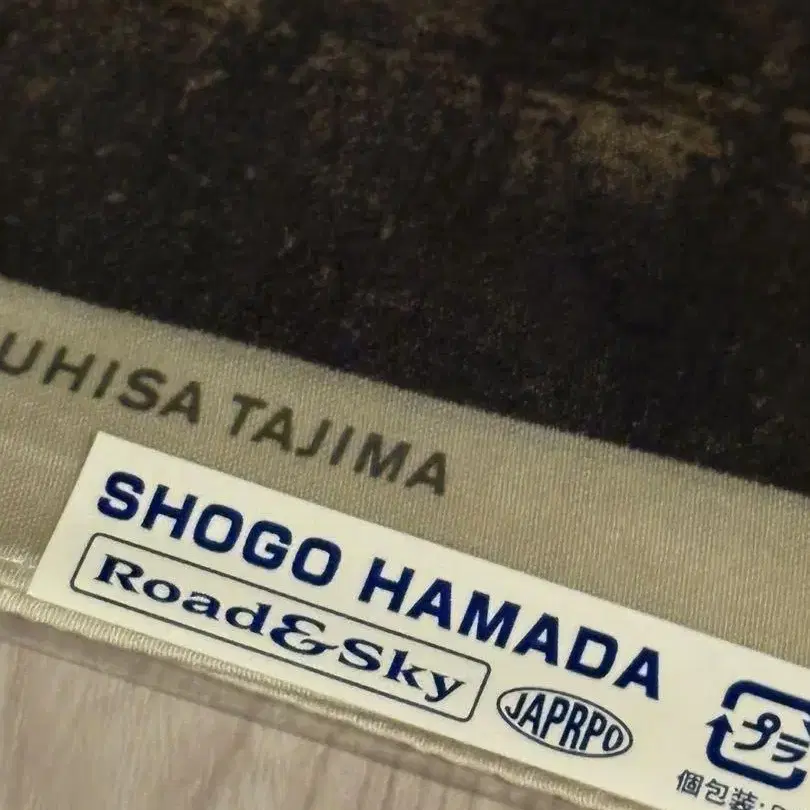 UHISA TAJIMA
SHOGO HAMADA
Road&Sky
JAPRPO
プラ
個包装: